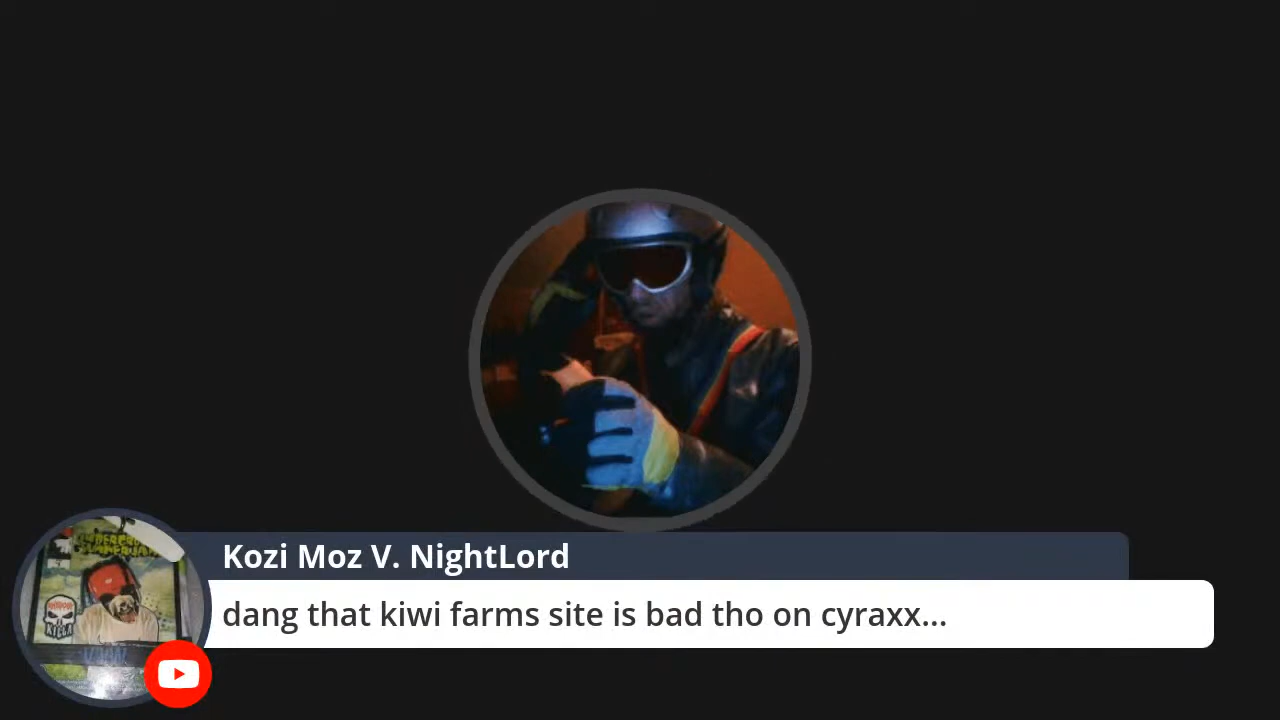 Kozi Moz V. NightLord
dang that kiwi farms site is bad tho on cyraxx...